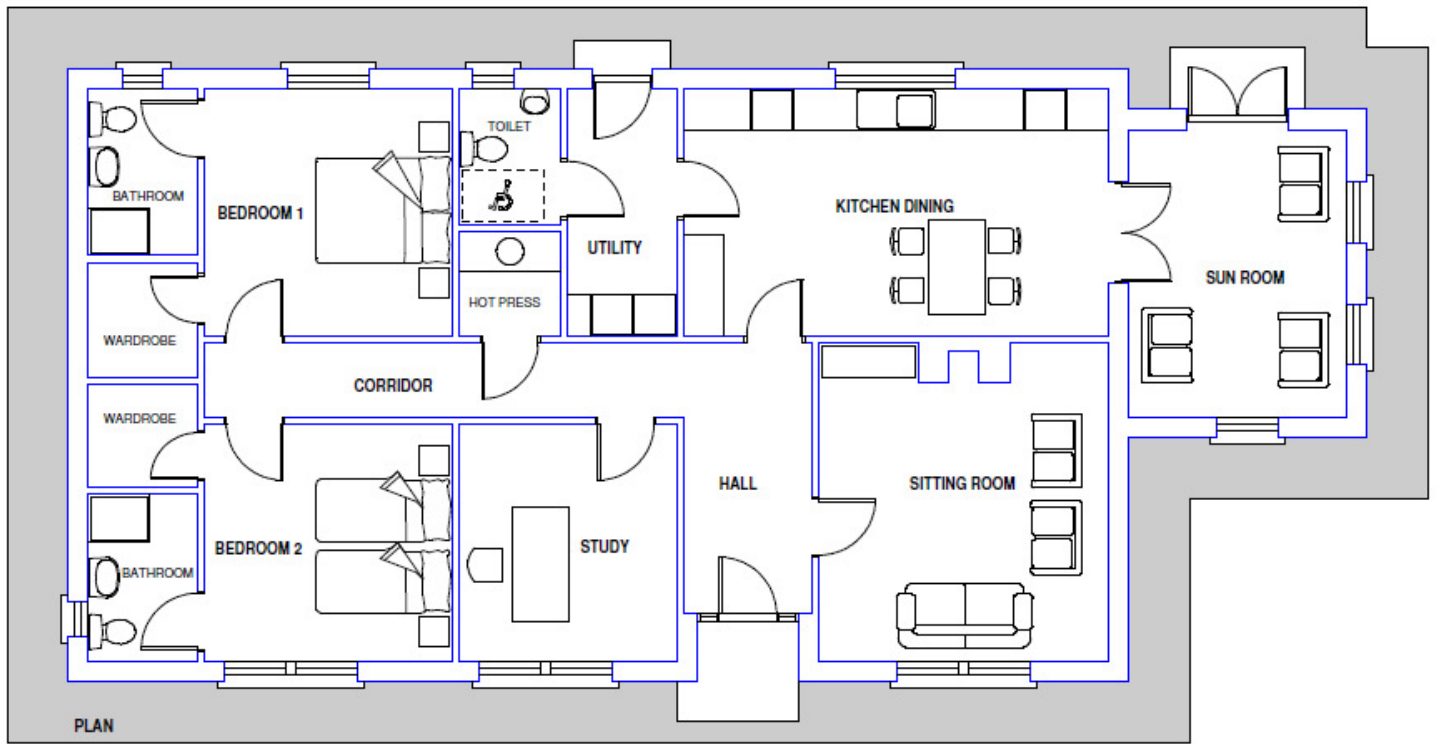 TOILET
BATHROOM
BEDROOM 1
KITCHEN DINING
UTILITY
SUN ROOM
HOT PRESS
WARDROBE
CORRIDOR
WARDROBE
HALL
SITTING ROOM
BEDROOM 2
STUDY
BATHROOM
PLAN